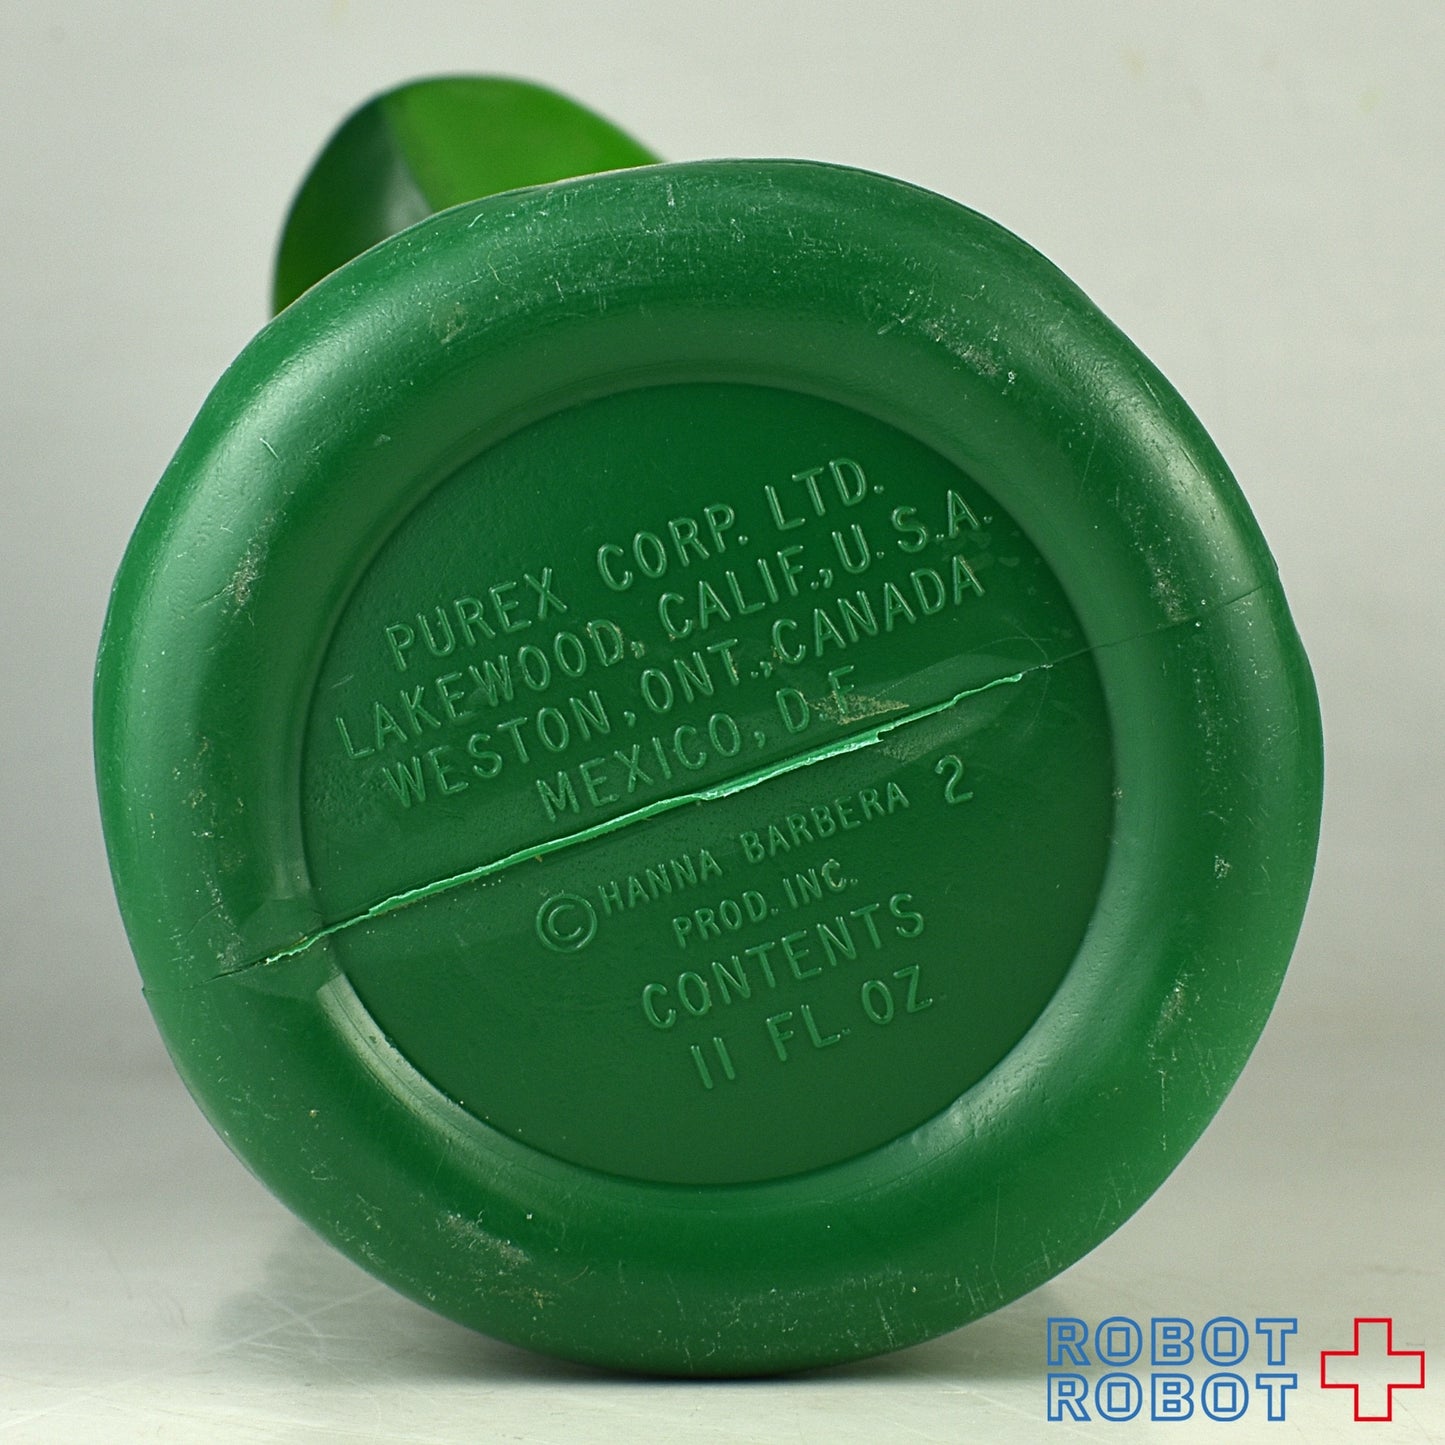 PUREX CORP. LTD.
LAKEWOOD, CALIF., U.S.A.
WESTON, ONT., CANADA
MEXICO, D.F.
© HANNA BARBERA 2
PROD. INC.
CONTENTS
11 FL. OZ.
ROBOT
ROBOT